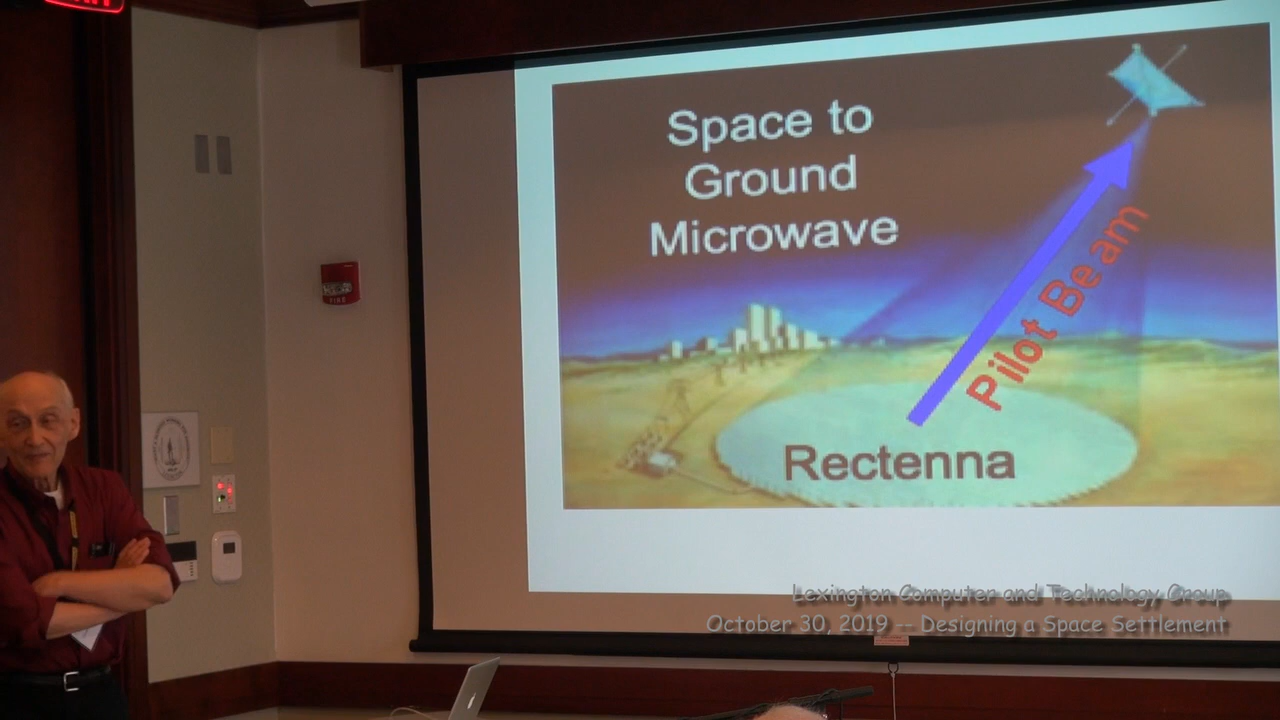 Space to
Ground
Microwave
Pilot Beam
Rectenna
FIRE
Lexington Computer and Technology Group
October 30, 2019 -- Designing a Space Settlement